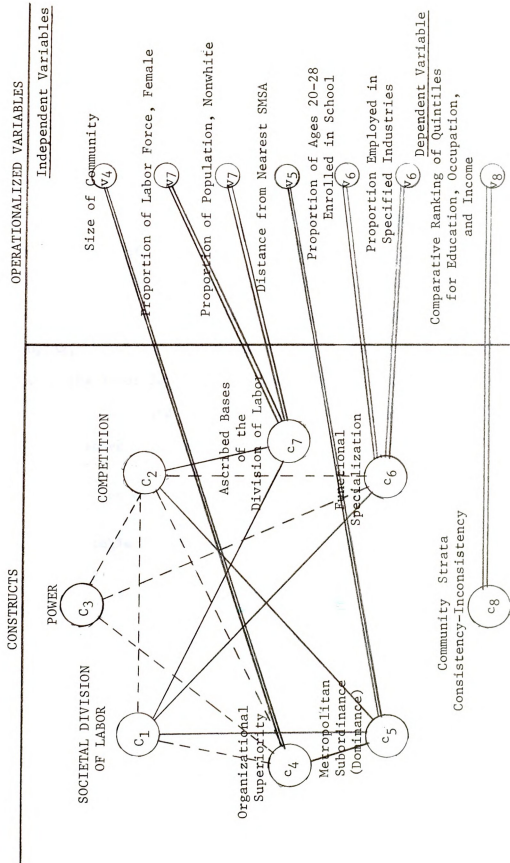 CONSTRUCTS
OPERATIONALIZED VARIABLES
SOCIETAL DIVISION
OF LABOR
POWER
COMPETITION
C1
C2
C3
Organizational
Superiority
c4
Metropolitan
Subordinance
(Dominance)
c5
Ascribed Bases
of the
Division of Labor
c7
Functional
Specialization
c6
Community Strata
Consistency-Inconsistency
c8
Independent Variables
Size of Community
v4
Proportion of Labor Force, Female
v7
Proportion of Population, Nonwhite
v7
Distance from Nearest SMSA
v5
Proportion of Ages 20-28
Enrolled in School
v6
Proportion Employed in
Specified Industries
v6
Dependent Variable
Comparative Ranking of Quintiles
for Education, Occupation,
and Income
v8